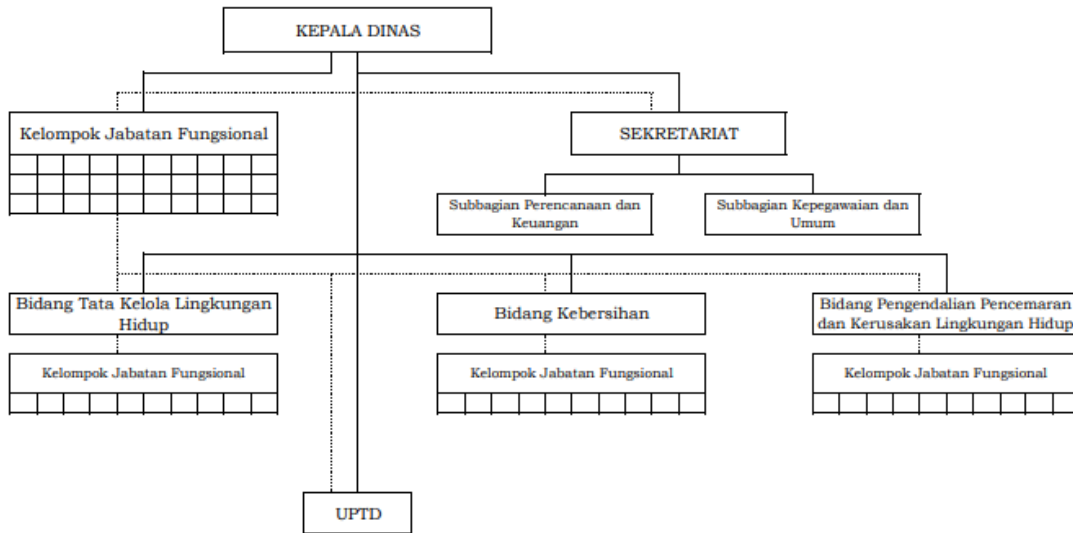 KEPALA DINAS
Kelompok Jabatan Fungsional
SEKRETARIAT
Subbagian Perencanaan dan
Keuangan
Subbagian Kepegawaian dan
Umum
Bidang Tata Kelola Lingkungan
Hidup
Bidang Kebersihan
Bidang Pengendalian Pencemaran
dan Kerusakan Lingkungan Hidup
Kelompok Jabatan Fungsional
Kelompok Jabatan Fungsional
Kelompok Jabatan Fungsional
UPTD